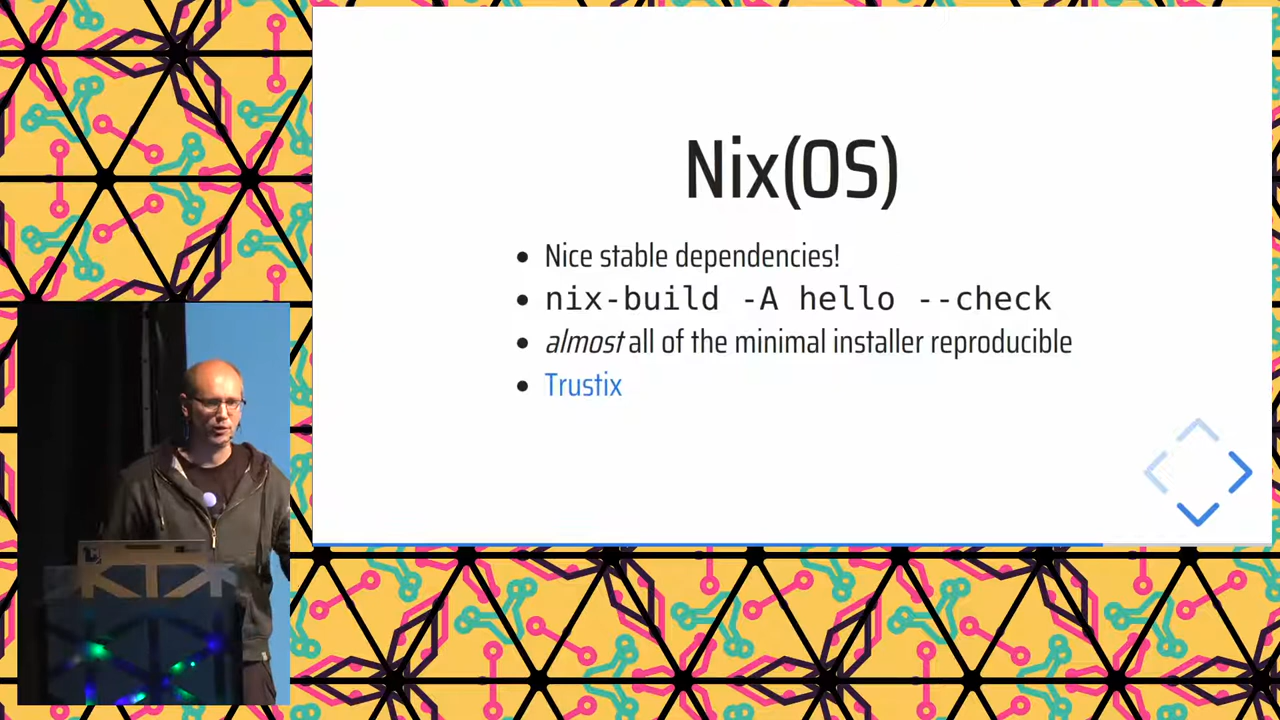 Nix(OS)
Nice stable dependencies!
nix-build -A hello --check
almost all of the minimal installer reproducible
Trustix